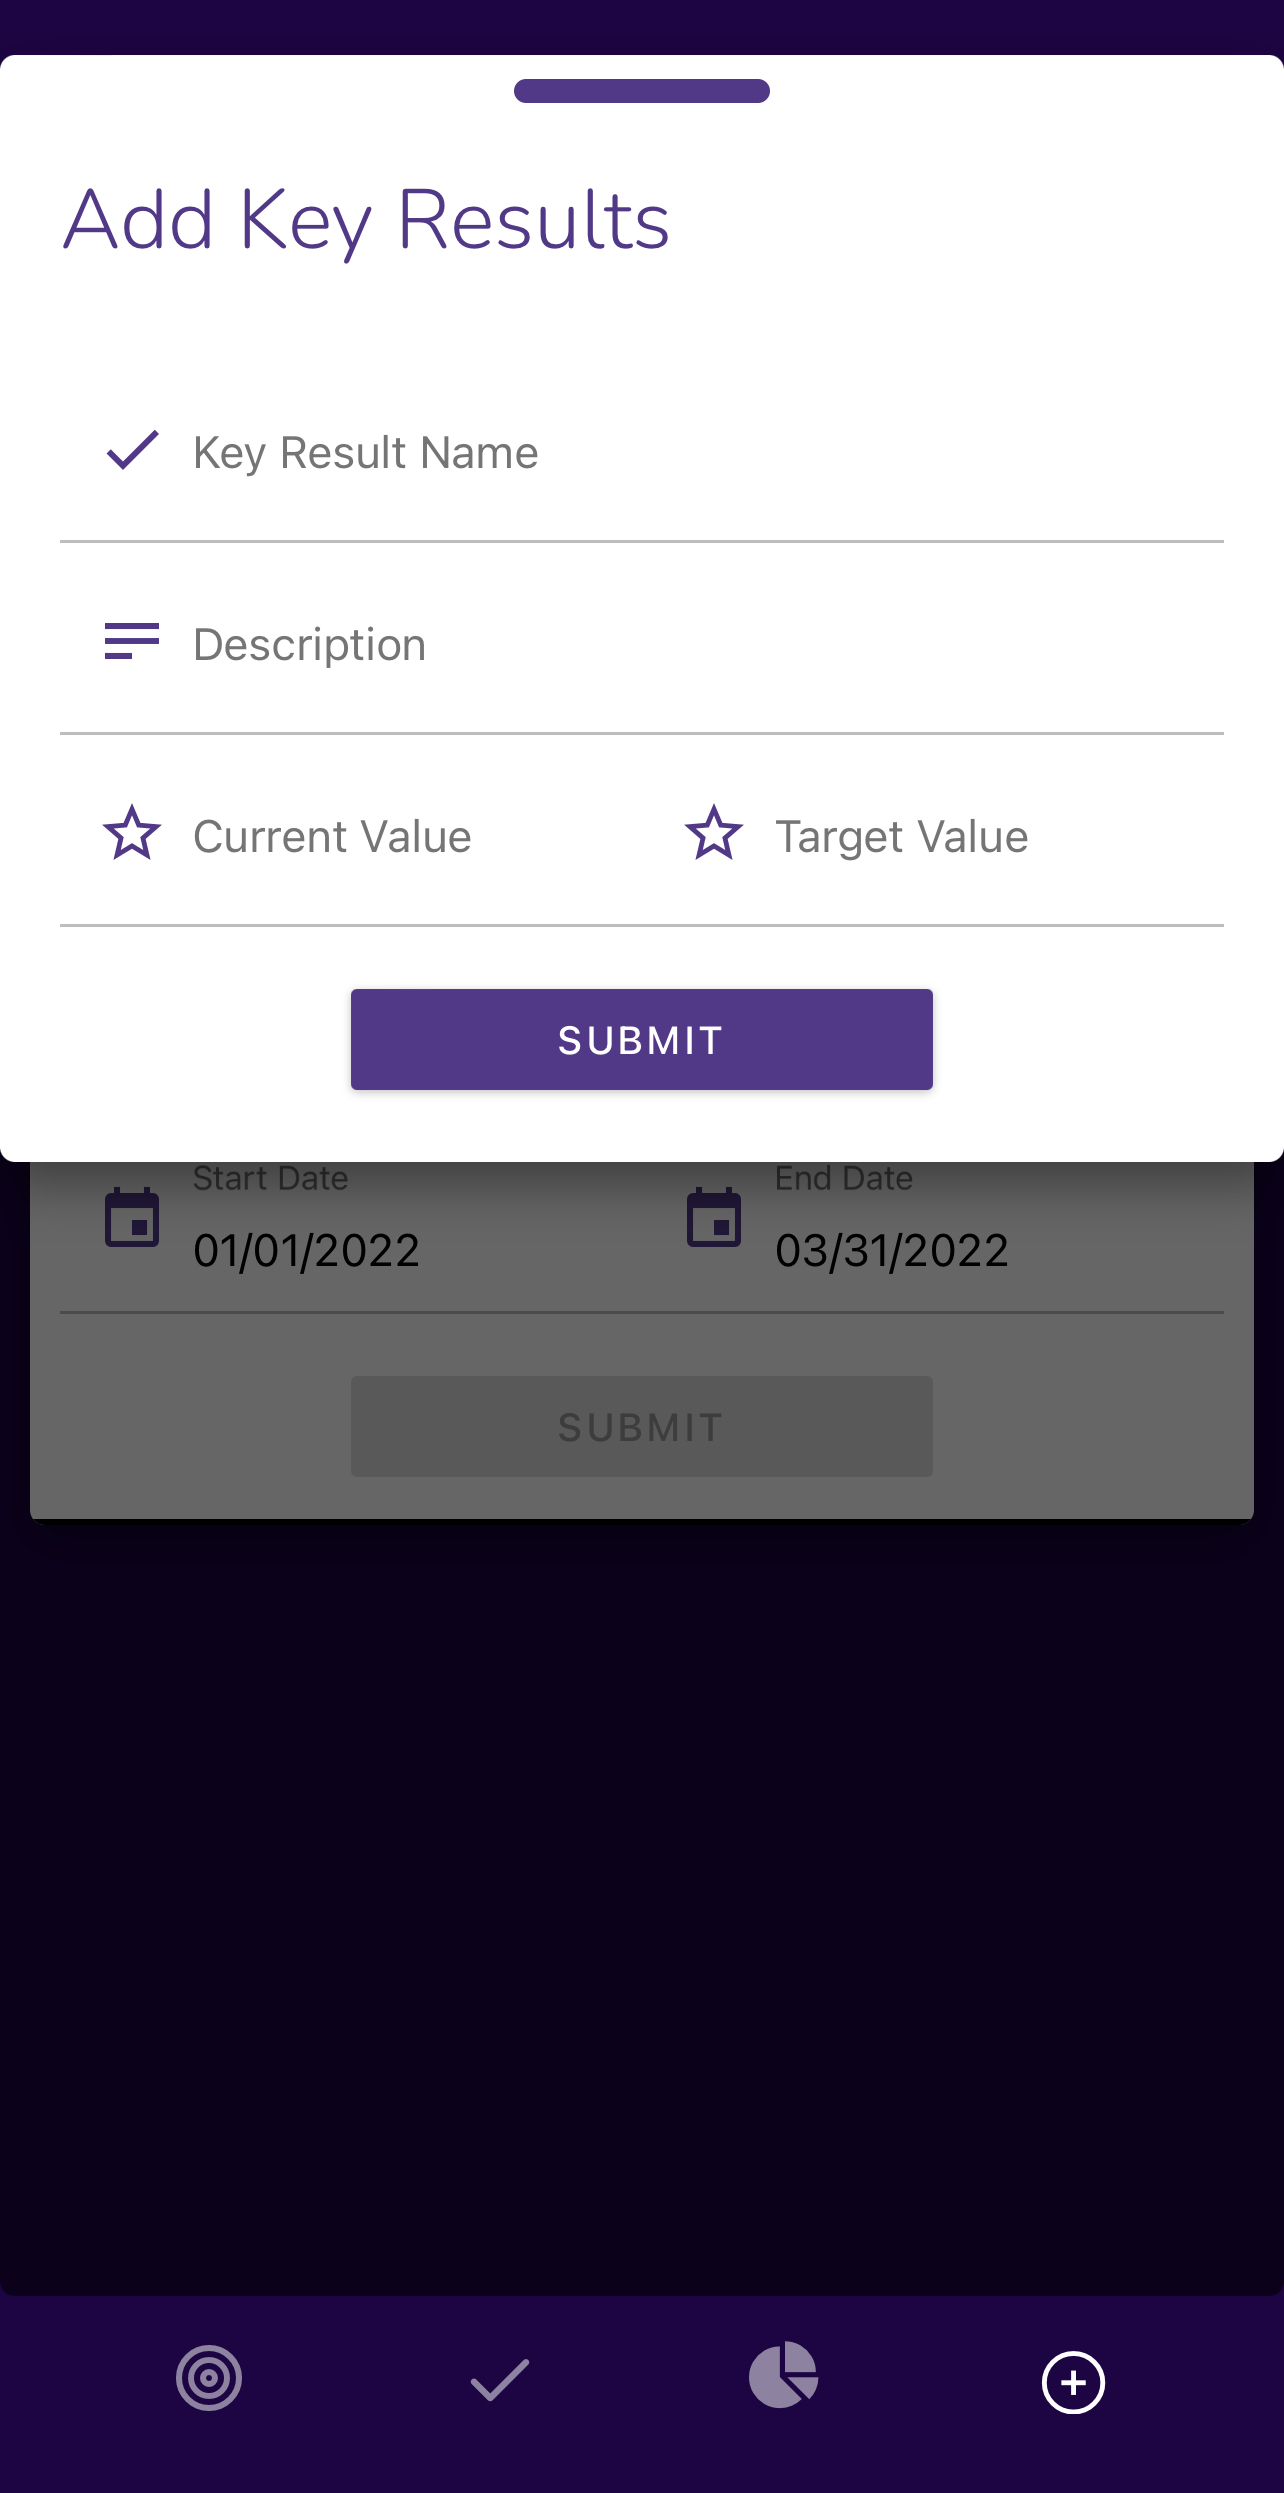 Add Key Results
Key Result Name
Description
Current Value Target Value
SUBMIT
Start Date End Date
01/01/2022 03/31/2022
SUBMIT